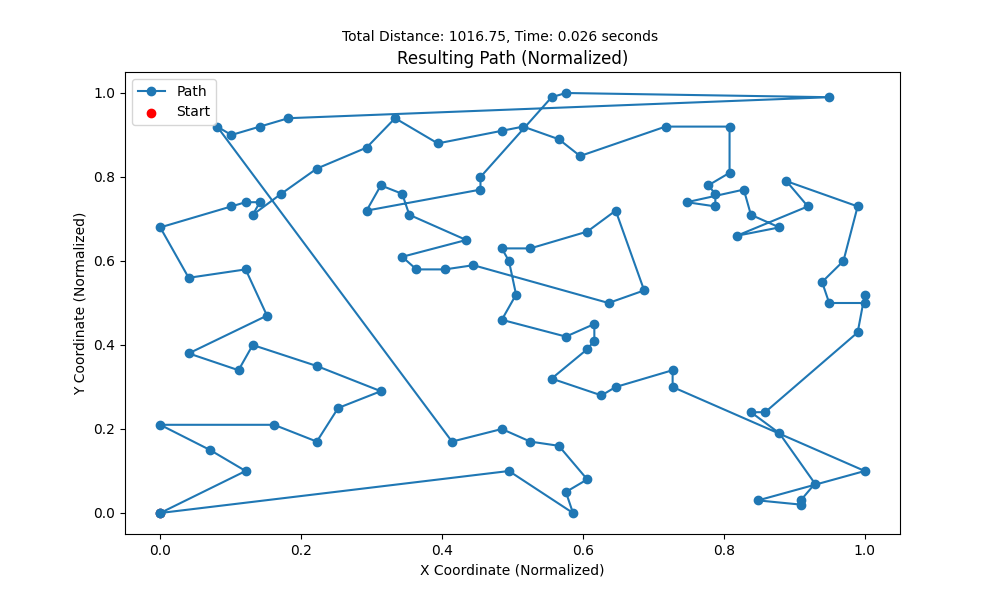 Total Distance: 1016.75, Time: 0.026 seconds
Resulting Path (Normalized)
Path
Start
Y Coordinate (Normalized)
1.0
0.8
0.6
0.4
0.2
0.0
0.0 0.2 0.4 0.6 0.8 1.0
X Coordinate (Normalized)